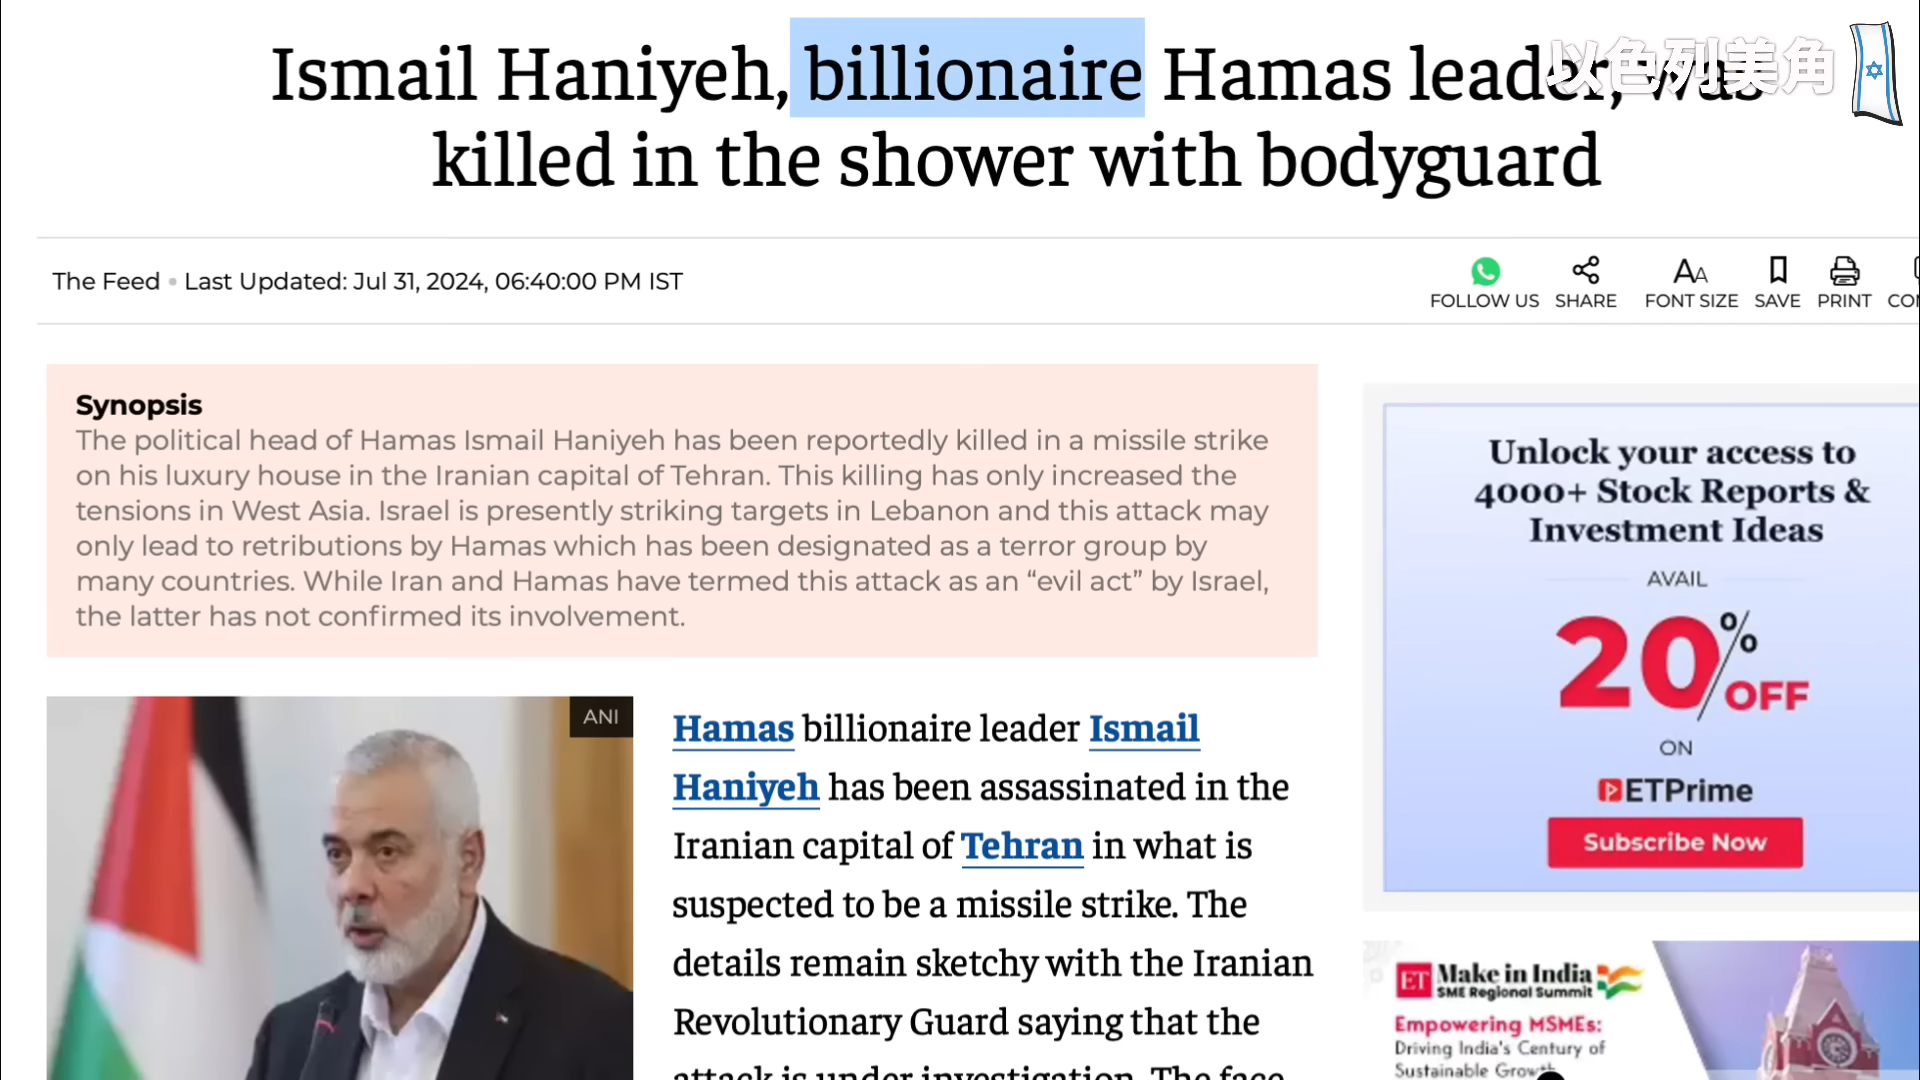 Ismail Haniyeh, billionaire Hamas leader, was
killed in the shower with bodyguard
以色列美角
The Feed • Last Updated: Jul 31, 2024, 06:40:00 PM IST
FOLLOW US SHARE FONT SIZE SAVE PRINT
Synopsis
The political head of Hamas Ismail Haniyeh has been reportedly killed in a missile strike
on his luxury house in the Iranian capital of Tehran. This killing has only increased the
tensions in West Asia. Israel is presently striking targets in Lebanon and this attack may
only lead to retributions by Hamas which has been designated as a terror group by
many countries. While Iran and Hamas have termed this attack as an “evil act” by Israel,
the latter has not confirmed its involvement.
ANI
Hamas billionaire leader Ismail
Haniyeh has been assassinated in the
Iranian capital of Tehran in what is
suspected to be a missile strike. The
details remain sketchy with the Iranian
Revolutionary Guard saying that the
attack is under investigation. The face
Unlock your access to
4000+ Stock Reports &
Investment Ideas
AVAIL
20% OFF
ON
ETPrime
Subscribe Now
ET Make in India
SME Regional Summit
Empowering MSMEs:
Driving India's Century of
Sustainable Growth